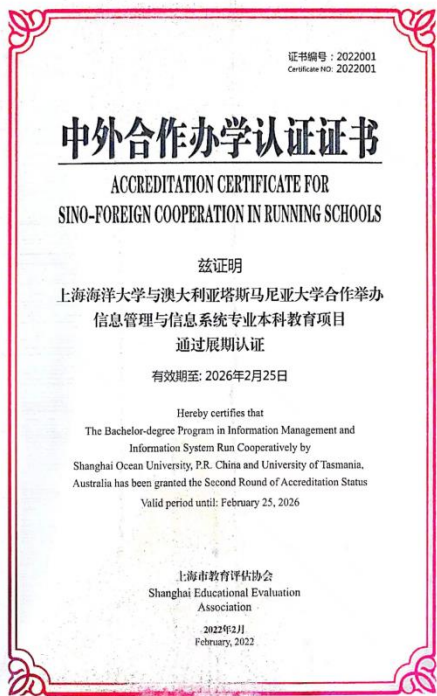 证书编号：2022001
Certificate NO: 2022001
中外合作办学认证证书
ACCREDITATION CERTIFICATE FOR
SINO-FOREIGN COOPERATION IN RUNNING SCHOOLS
兹证明
上海海洋大学与澳大利亚塔斯马尼亚大学合作举办
信息管理与信息系统专业本科教育项目
通过展期认证
有效期至: 2026年2月25日
Hereby certifies that
The Bachelor-degree Program in Information Management and
Information System Run Cooperatively by
Shanghai Ocean University, P.R. China and University of Tasmania,
Australia has been granted the Second Round of Accreditation Status
Valid period until: February 25, 2026
上海市教育评估协会
Shanghai Educational Evaluation
Association
2022年2月
February, 2022